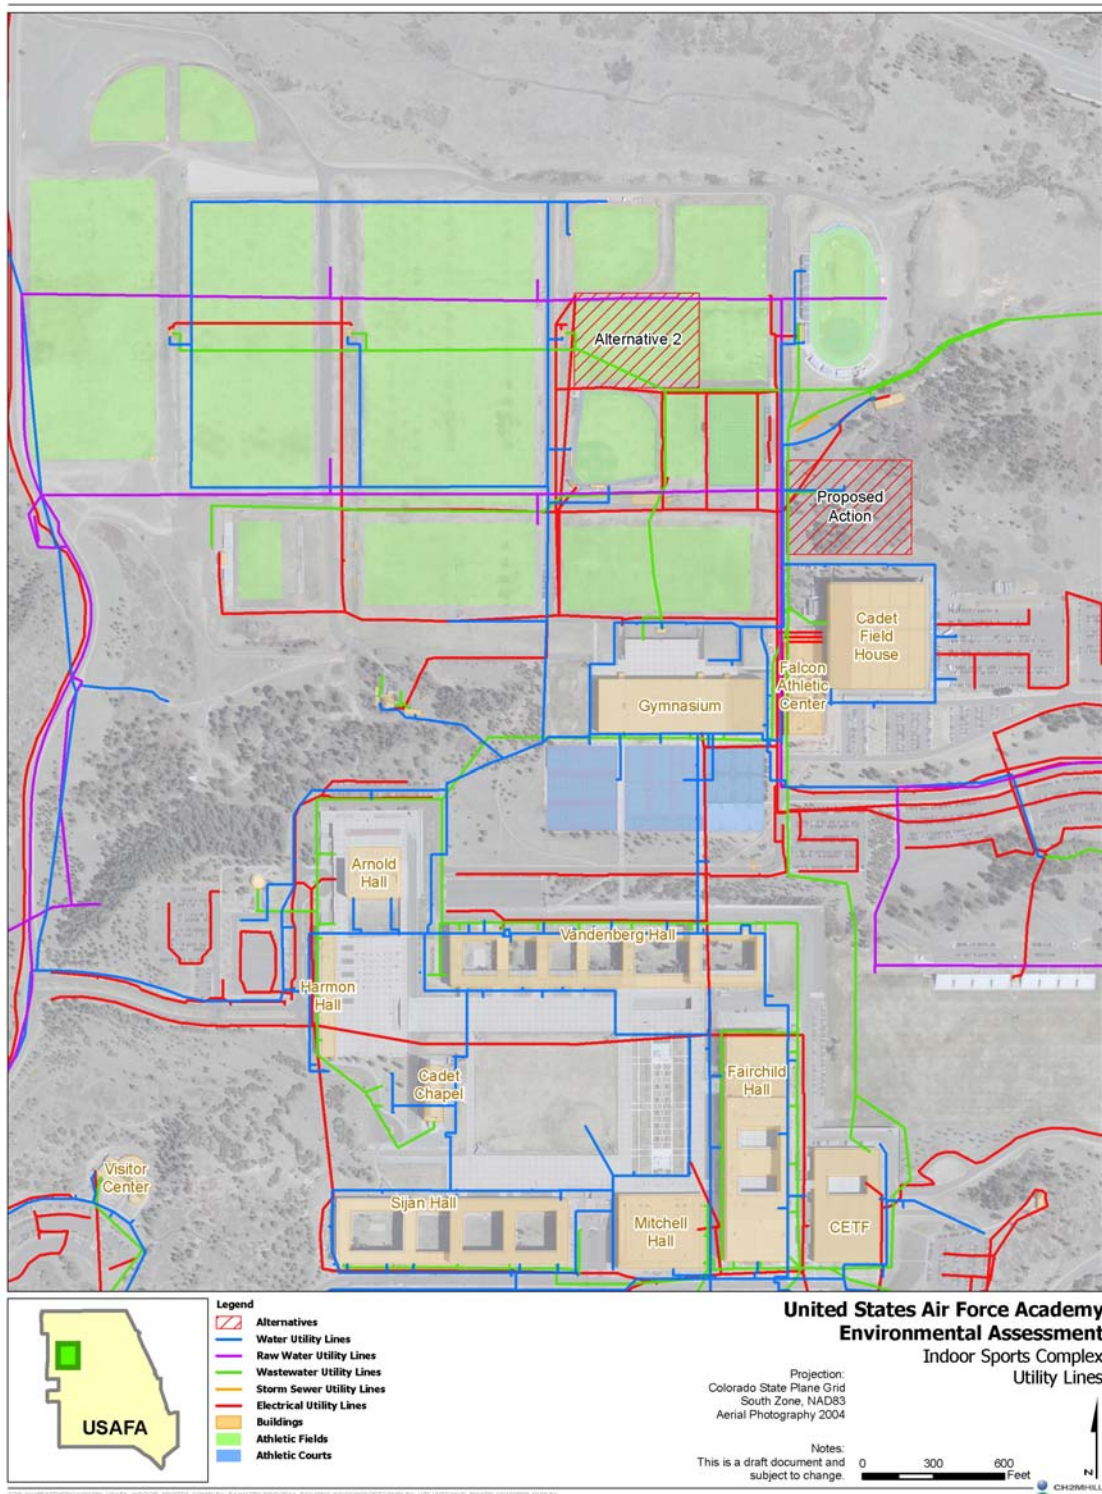 Alternative 2
Proposed
Action
Cadet
Field
House
Falcon
Athletic
Center
Gymnasium
Arnold
Hall
Vandenberg Hall
Harmon
Hall
Cadet
Chapel
Fairchild
Hall
Visitor
Center
Sijan Hall
Mitchell
Hall
CETF
USAFA
Legend
Alternatives
Water Utility Lines
Raw Water Utility Lines
Wastewater Utility Lines
Storm Sewer Utility Lines
Electrical Utility Lines
Buildings
Athletic Fields
Athletic Courts
United States Air Force Academy
Environmental Assessment
Indoor Sports Complex
Utility Lines
Projection:
Colorado State Plane Grid
South Zone, NAD83
Aerial Photography 2004
Notes:
This is a draft document and
subject to change.
0 300 600
Feet
N
CH2MHILL